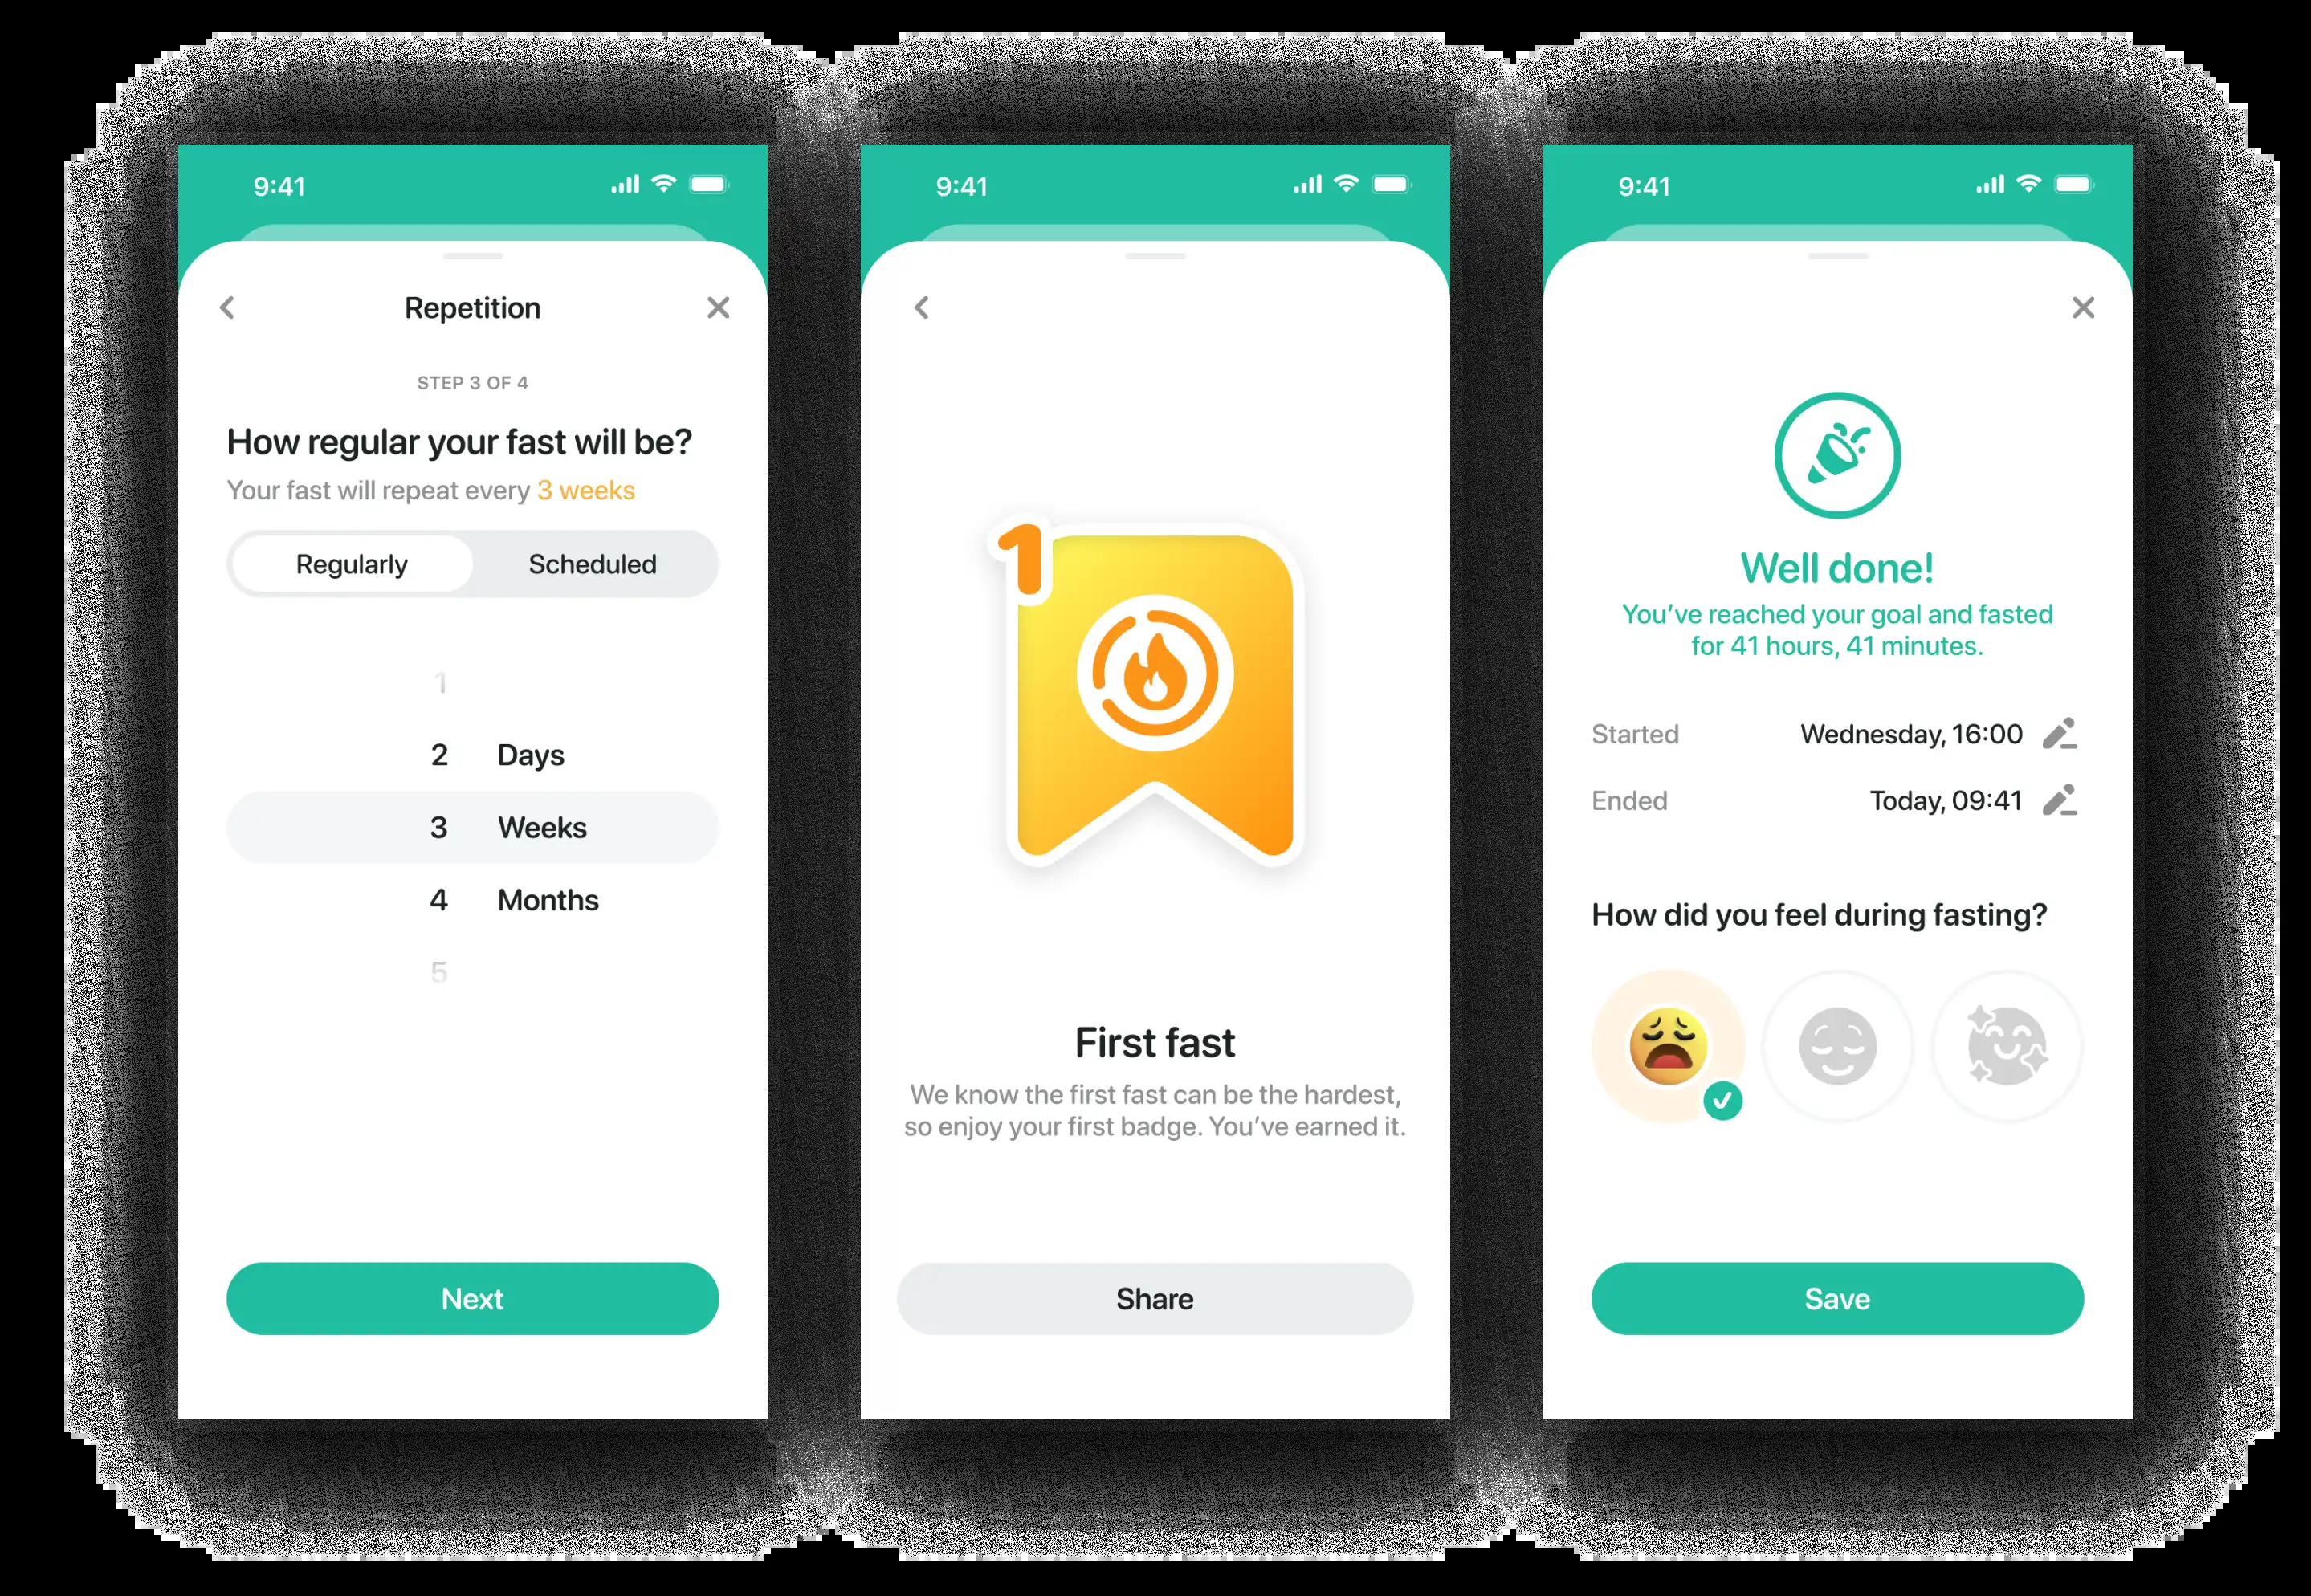 9:41
Repetition
STEP 3 OF 4
How regular your fast will be?
Your fast will repeat every 3 weeks
Regularly Scheduled
1
2 Days
3 Weeks
4 Months
5
Next
9:41
1
First fast
We know the first fast can be the hardest,
so enjoy your first badge. You’ve earned it.
Share
9:41
Well done!
You’ve reached your goal and fasted
for 41 hours, 41 minutes.
Started Wednesday, 16:00
Ended Today, 09:41
How did you feel during fasting?
Save